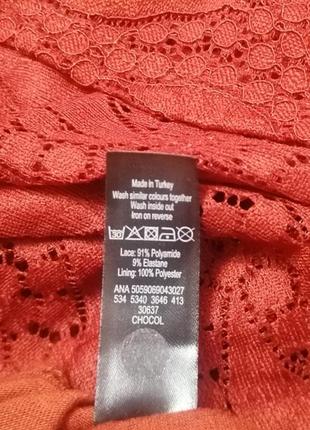 Made in Turkey
Wash similar colours together
Wash inside out
Iron on reverse
30
Lace: 91% Polyamide
9% Elastane
Lining: 100% Polyester
ANA 5059069043027
534 5340 3646 413
30637
CHOCOL